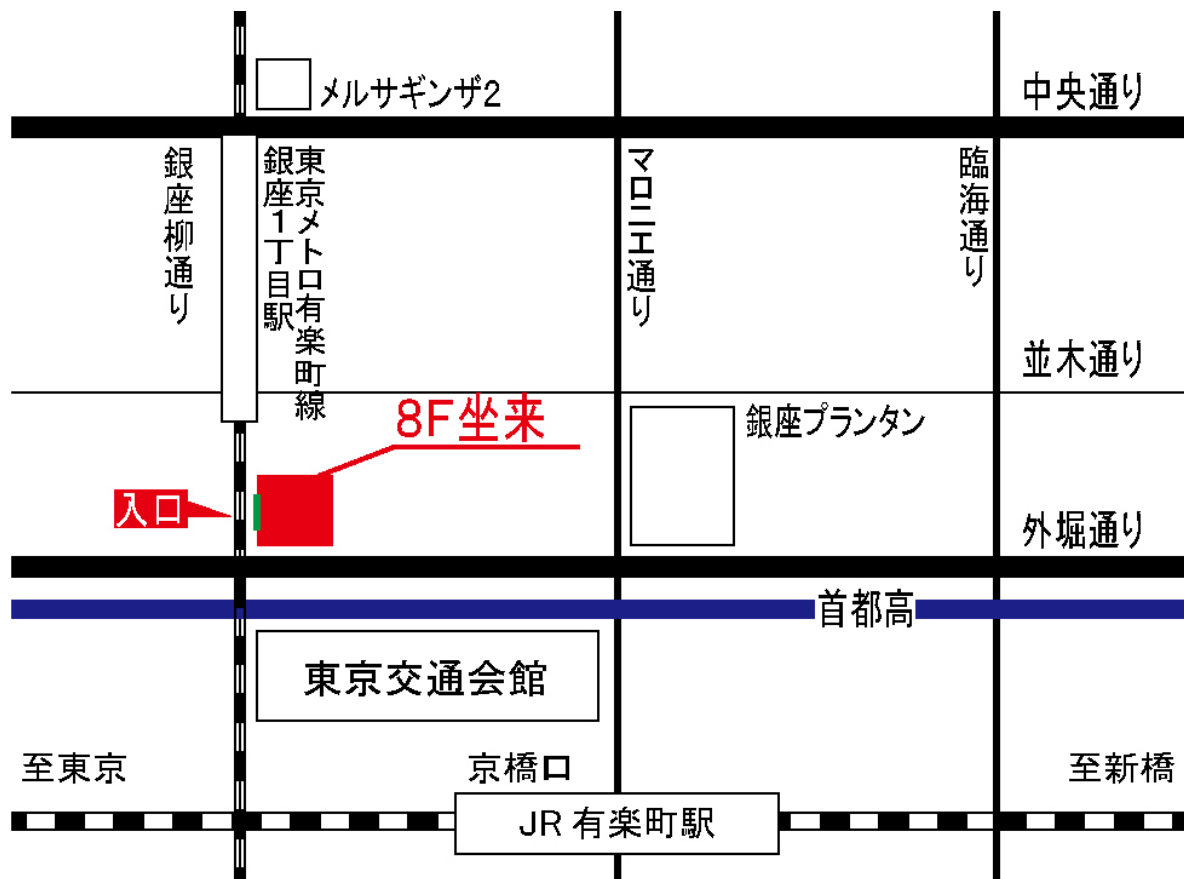 メルサギンザ2
中央通り
銀座柳通り
東京メトロ有楽町線
銀座1丁目駅
マロニエ通り
臨海通り
並木通り
8F坐来
銀座プランタン
入口
外堀通り
首都高
東京交通会館
至東京
京橋口
至新橋
JR有楽町駅